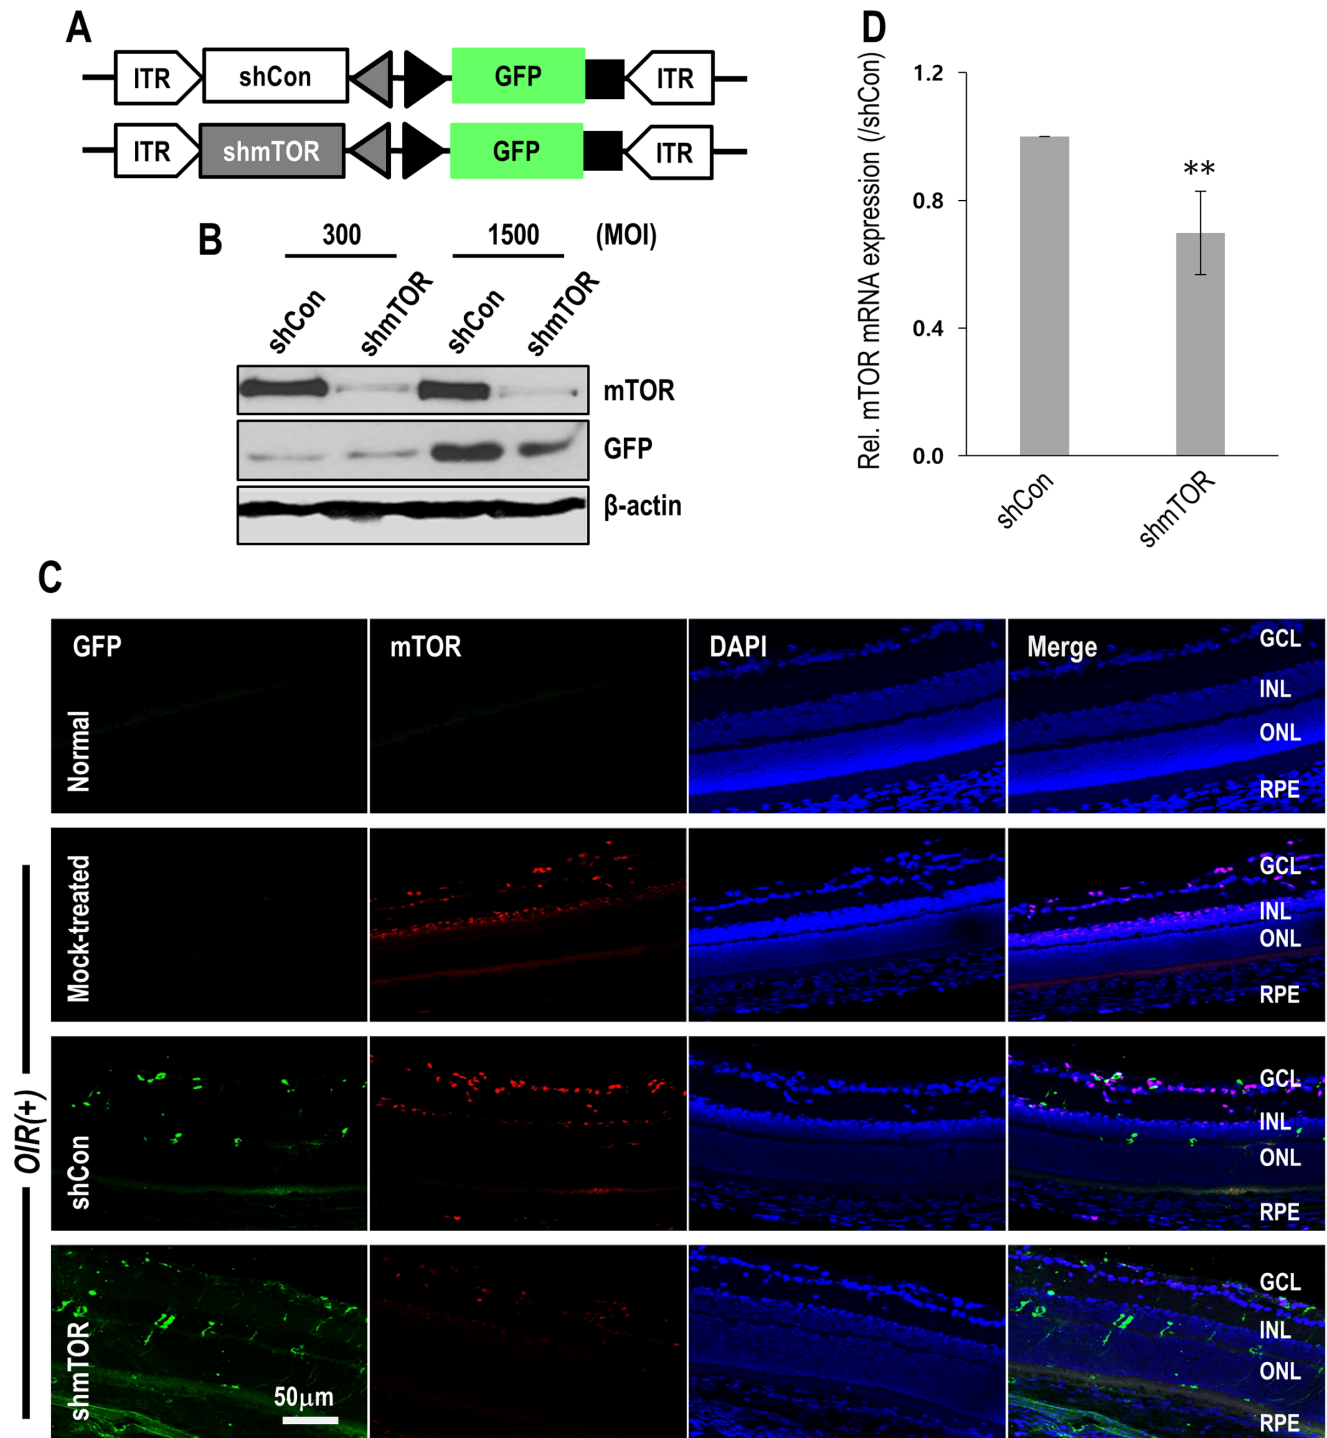 A
ITR shCon GFP ITR
ITR shmTOR GFP ITR
B
300 1500 (MOI)
shCon shmTOR shCon shmTOR
mTOR
GFP
β-actin
D
Rel. mTOR mRNA expression (/shCon)
1.2
0.8
0.4
0.0
**
shCon shmTOR
C
GFP mTOR DAPI Merge
Normal
GCL
INL
ONL
RPE
OIR(+)
Mock-treated
GCL
INL
ONL
RPE
shCon
GCL
INL
ONL
RPE
shmTOR
50μm
GCL
INL
ONL
RPE